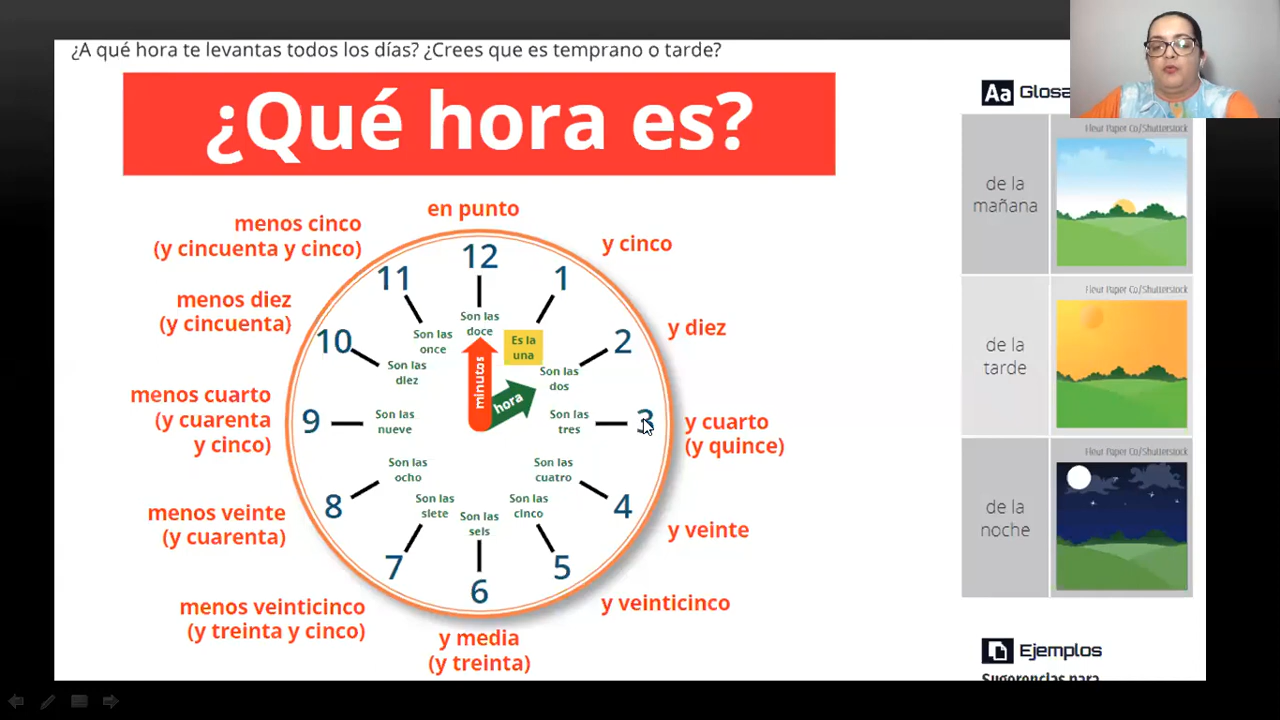 ¿A qué hora te levantas todos los días? ¿Crees que es temprano o tarde?
¿Qué hora es?
en punto
y cinco
y diez
y cuarto
(y quince)
y veinte
y veinticinco
y media
(y treinta)
menos veinticinco
(y treinta y cinco)
menos veinte
(y cuarenta)
menos cuarto
(y cuarenta
y cinco)
menos diez
(y cincuenta)
menos cinco
(y cincuenta y cinco)
12
1
2
3
4
5
6
7
8
9
10
11
Son las
doce
Es la
una
Son las
dos
Son las
tres
Son las
cuatro
Son las
cinco
Son las
seis
Son las
siete
Son las
ocho
Son las
nueve
Son las
diez
Son las
once
minutos
hora
Aa
Fleur Paper Co/Shutterstock
de la
mañana
Fleur Paper Co/Shutterstock
de la
tarde
Fleur Paper Co/Shutterstock
de la
noche
Ejemplos
Sugerencias para